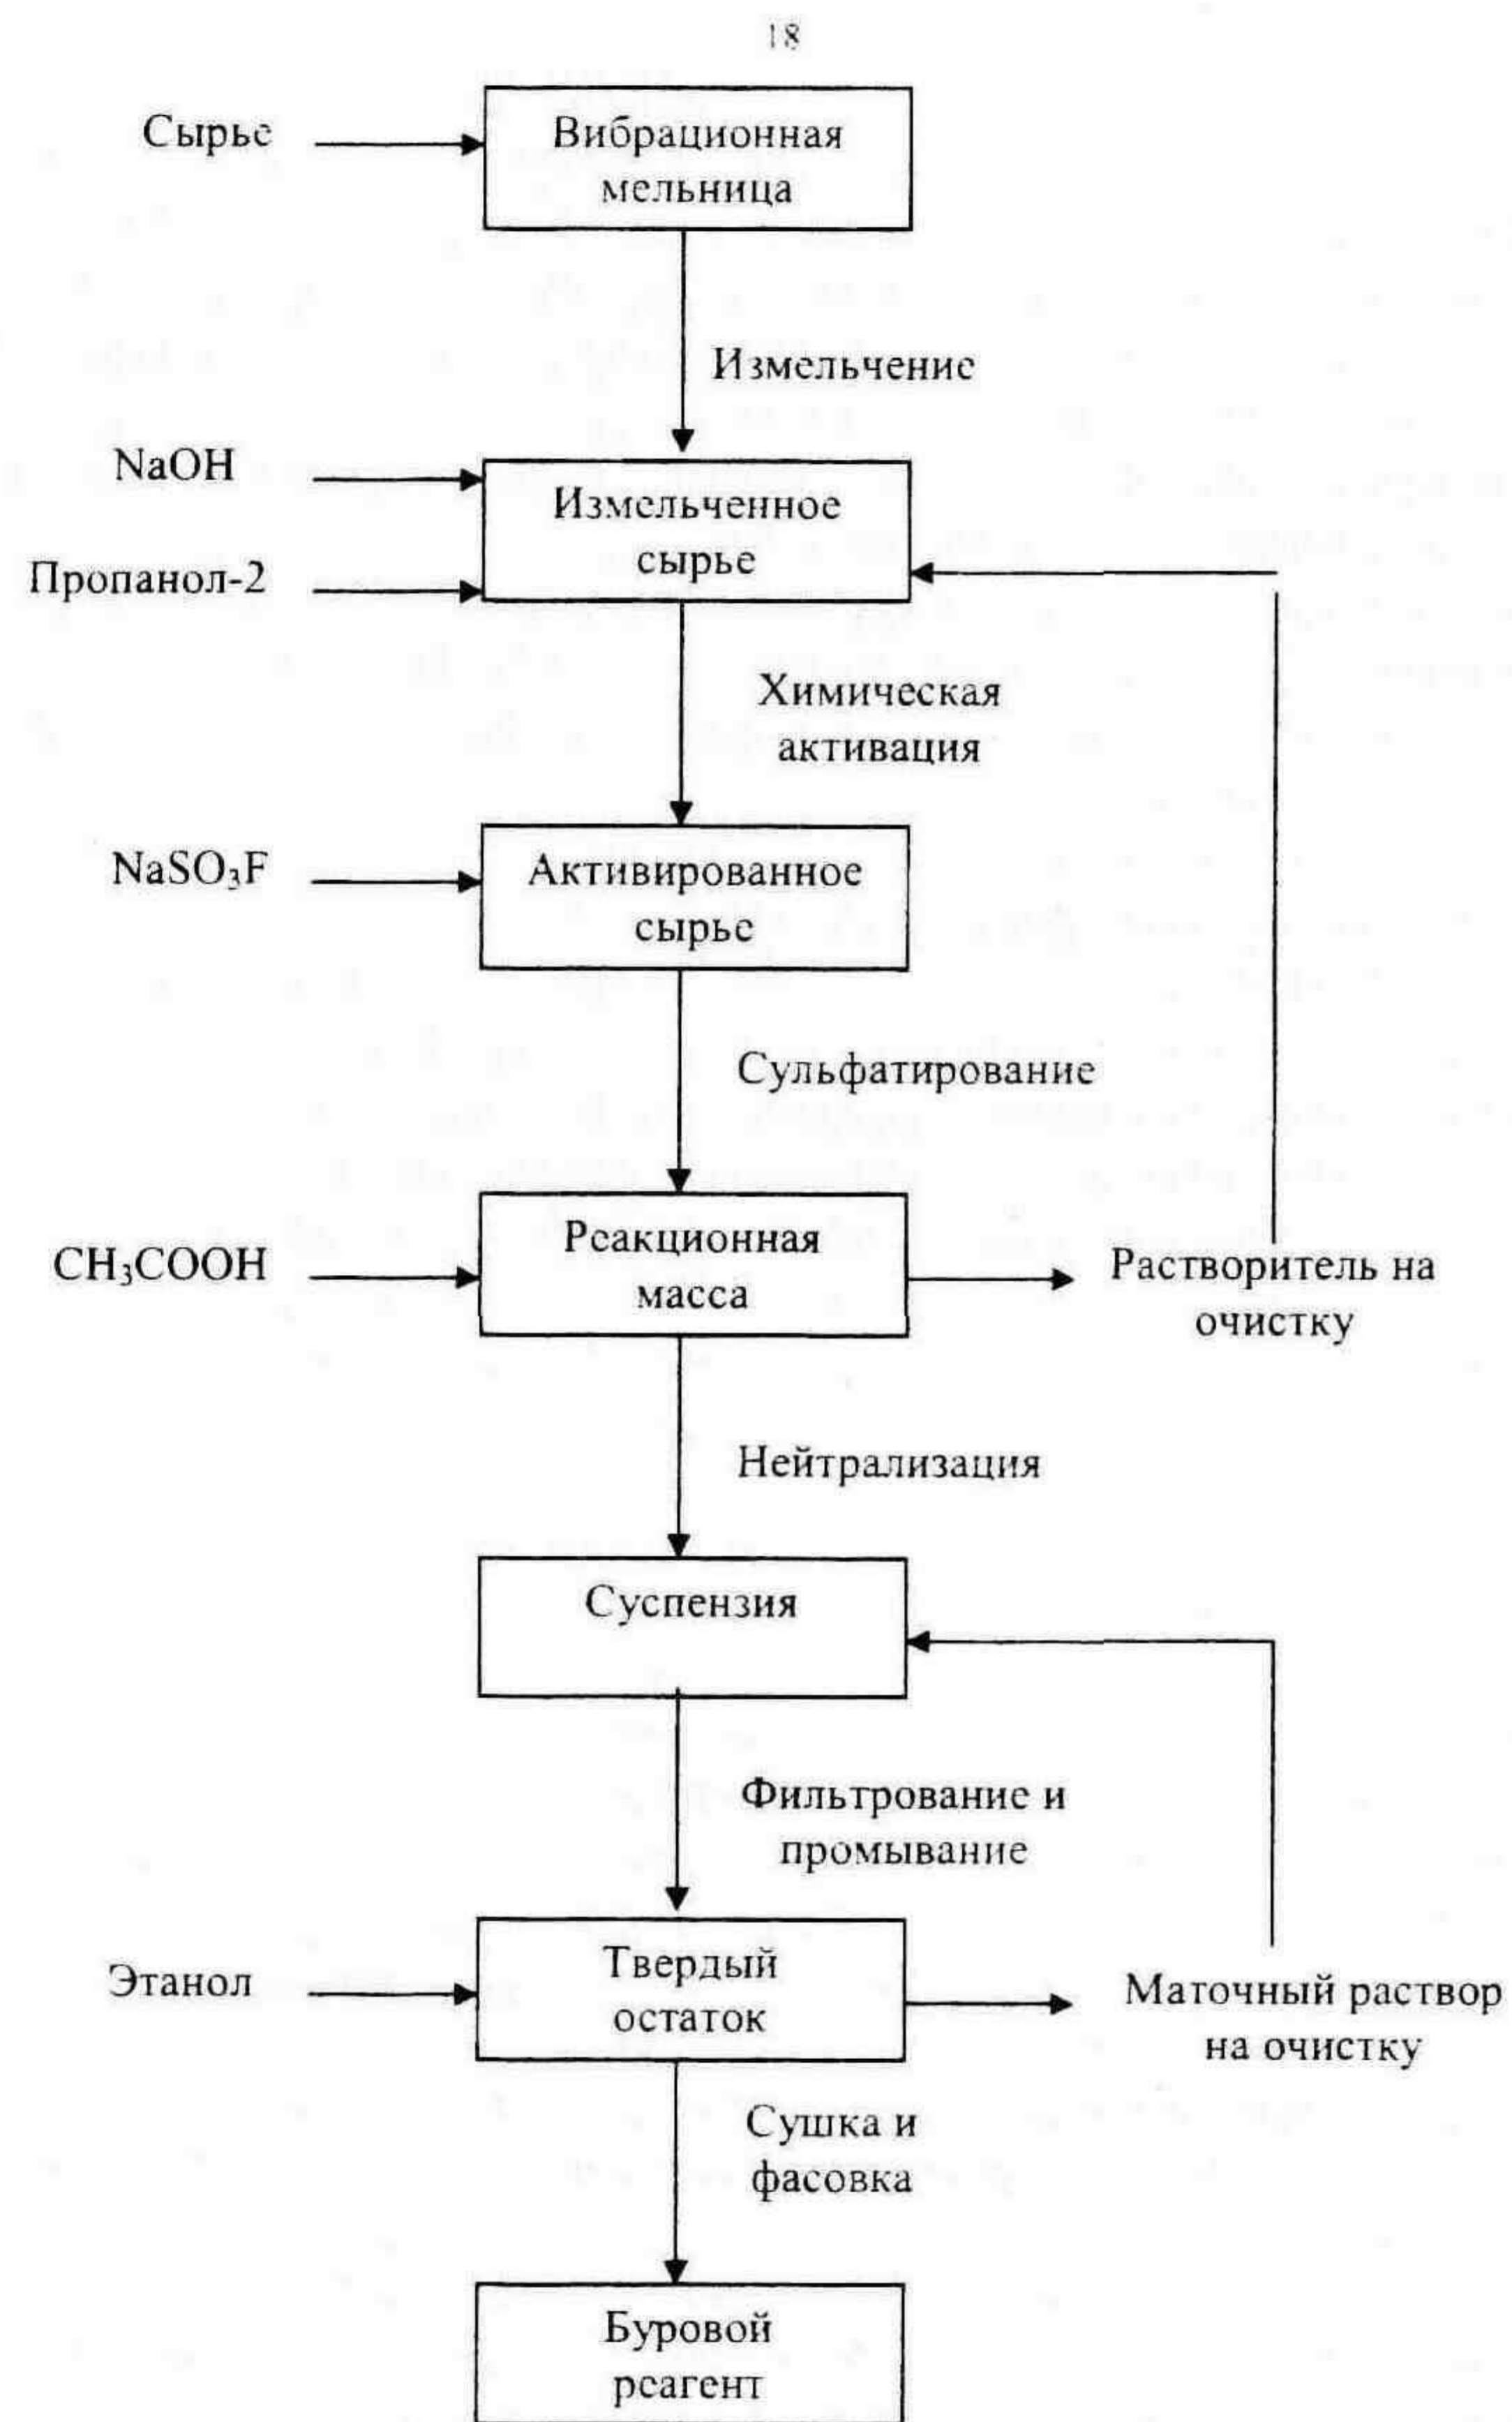 18
Сырье
Вибрационная
мельница
Измельчение
NaOH
Измельченное
сырье
Пропанол-2
Химическая
активация
NaSO₃F
Активированное
сырье
Сульфатирование
CH₃COOH
Реакционная
масса
Растворитель на
очистку
Нейтрализация
Суспензия
Фильтрование и
промывание
Этанол
Твердый
остаток
Маточный раствор
на очистку
Сушка и
фасовка
Буровой
реагент